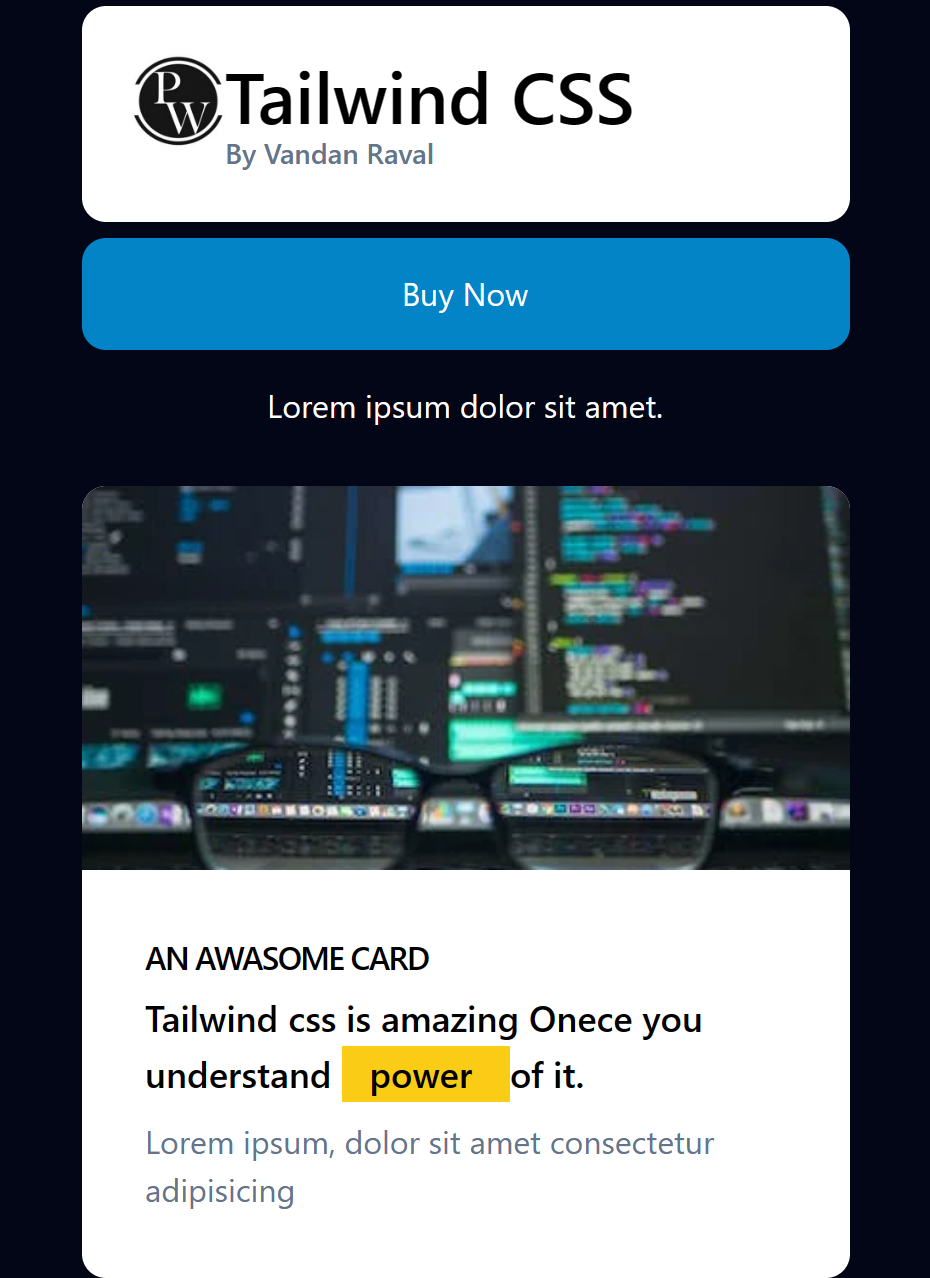 PW
Tailwind CSS
By Vandan Raval
Buy Now
Lorem ipsum dolor sit amet.
AN AWASOME CARD
Tailwind css is amazing Onece you
understand power of it.
Lorem ipsum, dolor sit amet consectetur
adipisicing